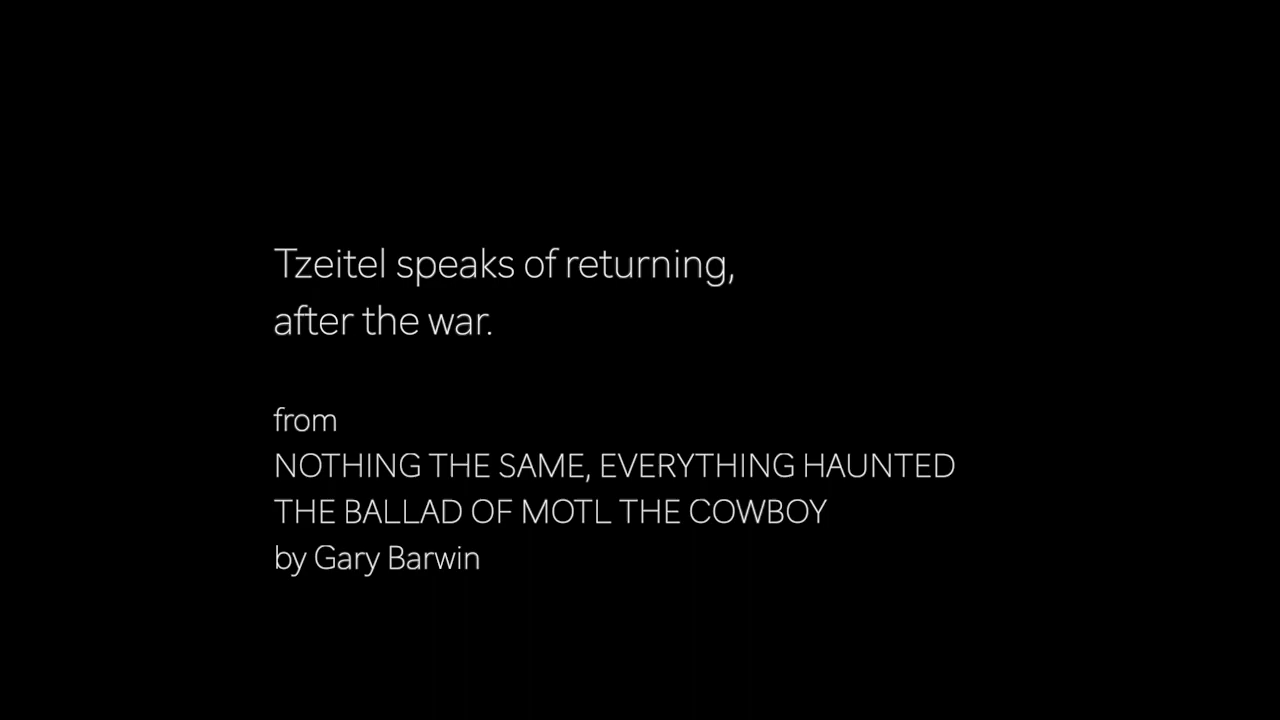 Tzeitel speaks of returning,
after the war.
from
NOTHING THE SAME, EVERYTHING HAUNTED
THE BALLAD OF MOTL THE COWBOY
by Gary Barwin